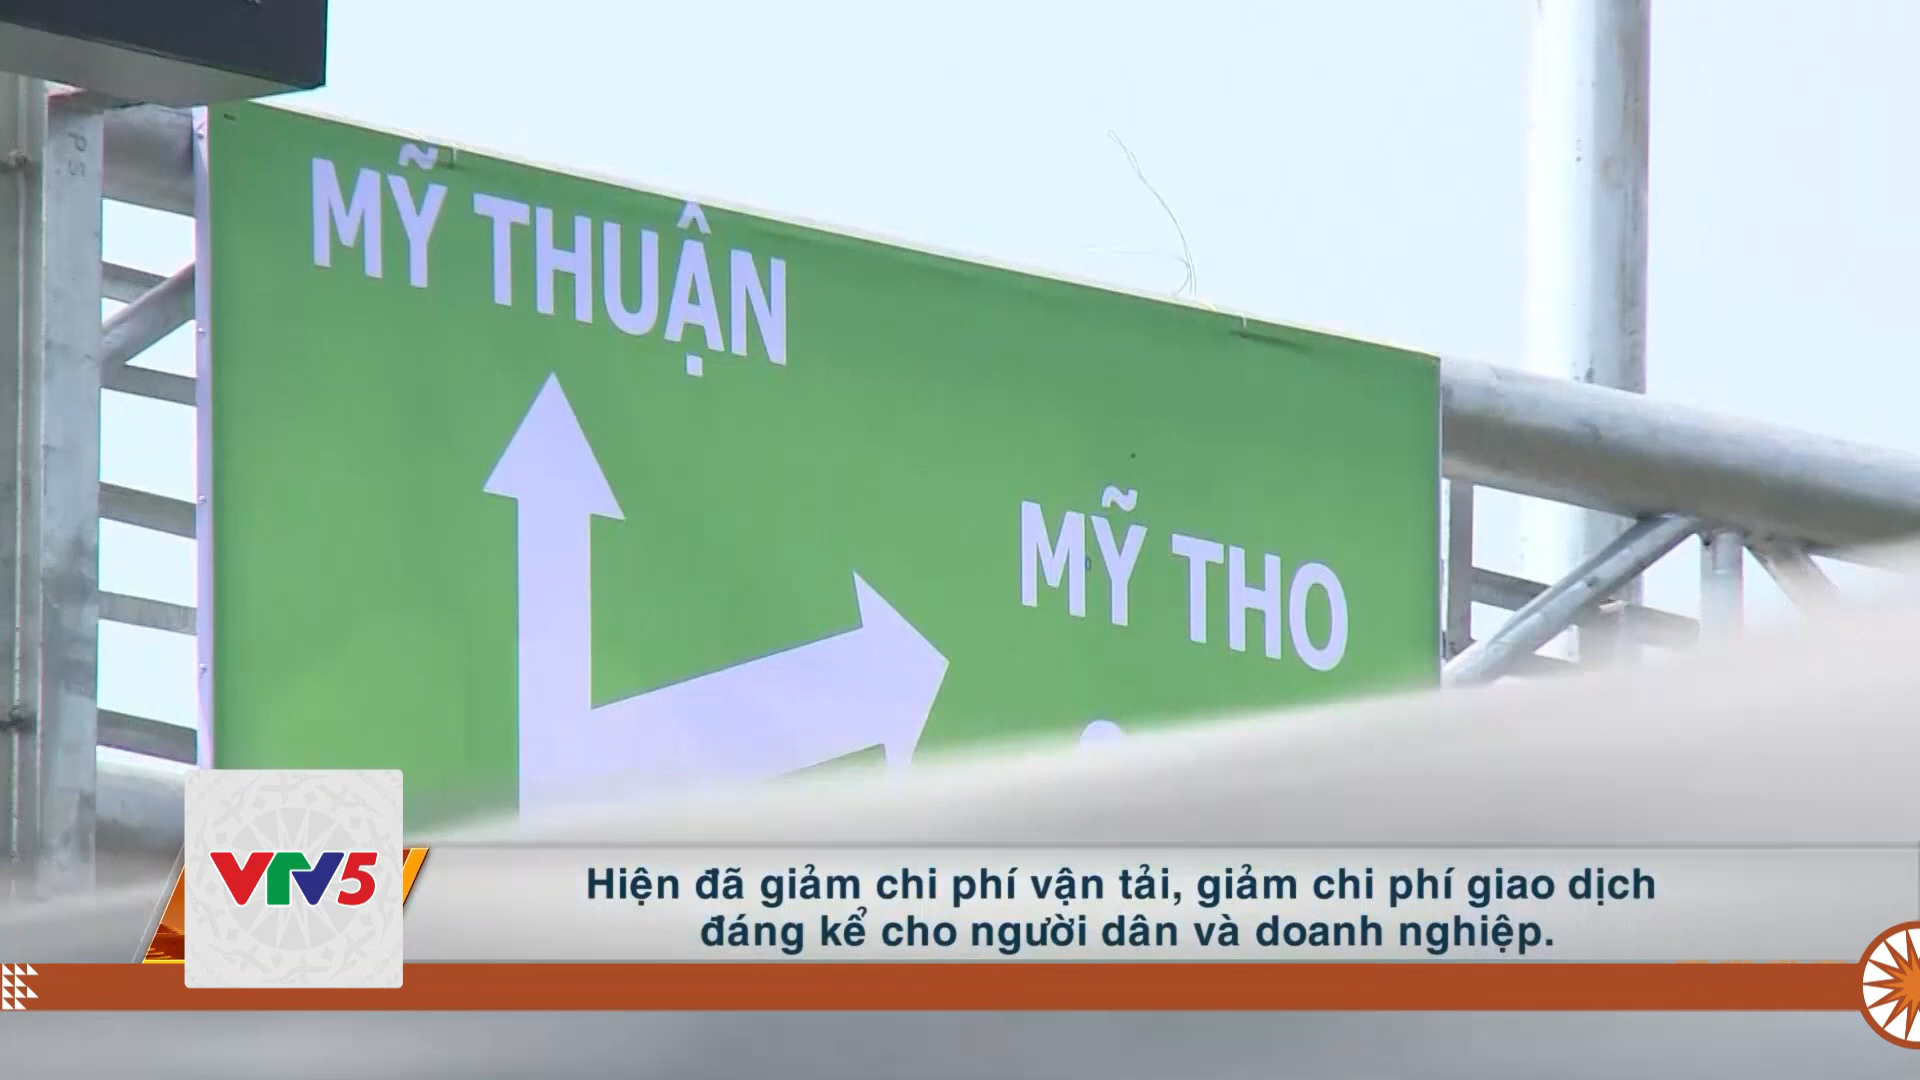 MỸ THUẬN
MỸ THO
VTV5
Hiện đã giảm chi phí vận tải, giảm chi phí giao dịch
đáng kể cho người dân và doanh nghiệp.